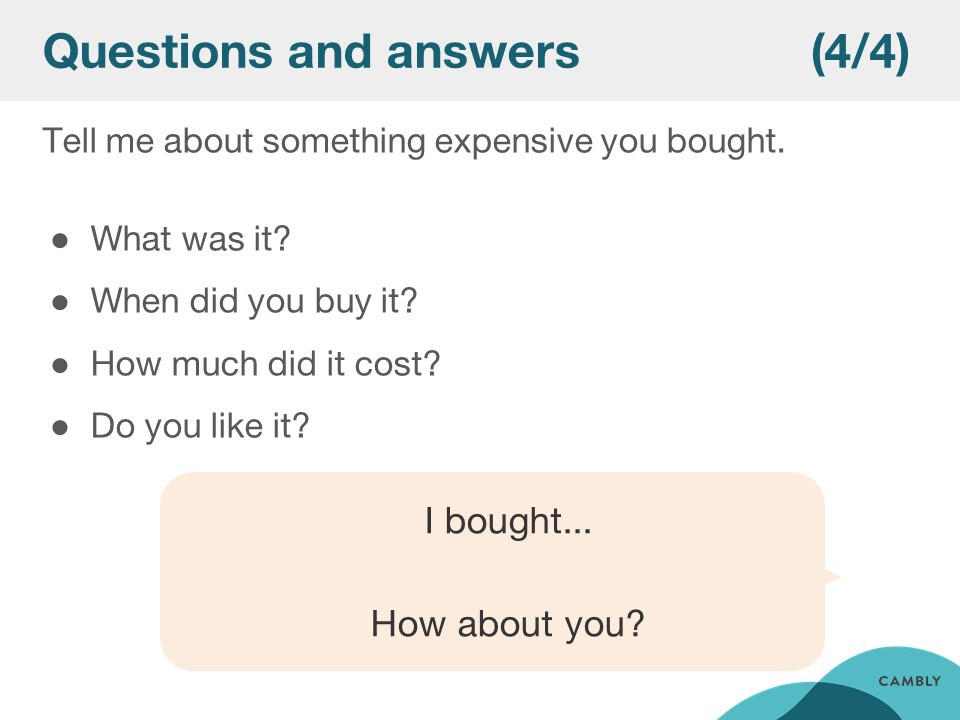 Questions and answers (4/4)
Tell me about something expensive you bought.
● What was it?
● When did you buy it?
● How much did it cost?
● Do you like it?
I bought...
How about you?
CAMBLY